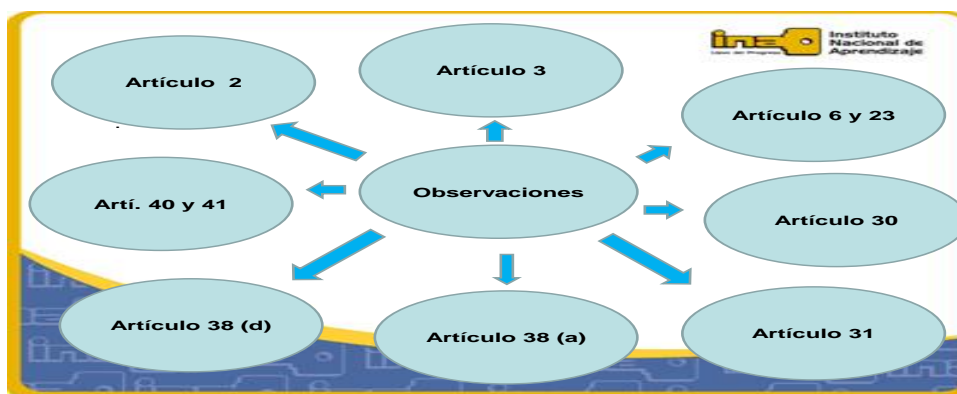 ina
Instituto
Nacional de
Aprendizaje
Artículo 2
Artículo 3
Artículo 6 y 23
Observaciones
Artí. 40 y 41
Artículo 30
Artículo 38 (d)
Artículo 38 (a)
Artículo 31